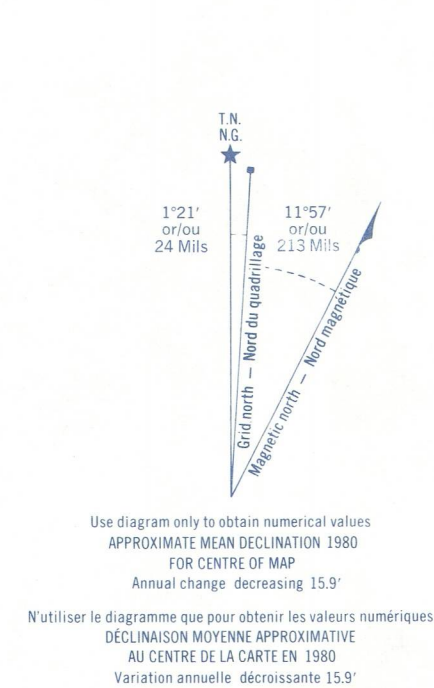 T.N.
N.G.
1°21′
or/ou
24 Mils
11°57′
or/ou
213 Mils
Grid north — Nord du quadrillage
Magnetic north — Nord magnétique
Use diagram only to obtain numerical values
APPROXIMATE MEAN DECLINATION 1980
FOR CENTRE OF MAP
Annual change decreasing 15.9′
N'utiliser le diagramme que pour obtenir les valeurs numériques
DÉCLINAISON MOYENNE APPROXIMATIVE
AU CENTRE DE LA CARTE EN 1980
Variation annuelle décroissante 15.9′